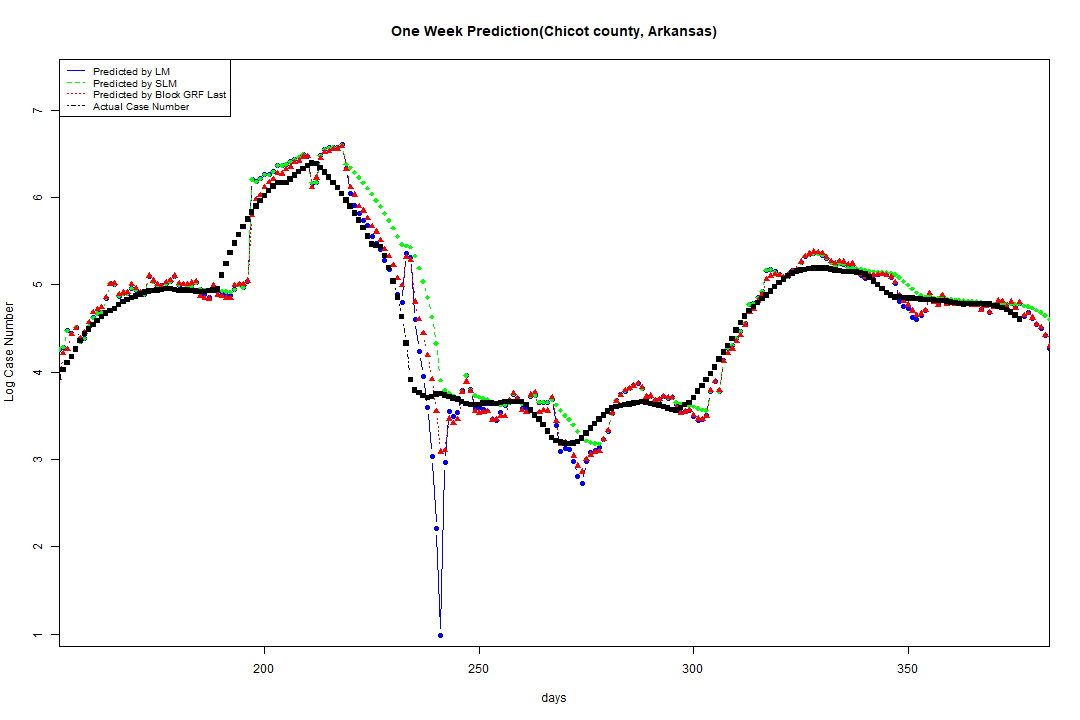 One Week Prediction(Chicot county, Arkansas)
Predicted by LM
Predicted by SLM
Predicted by Block GRF Last
Actual Case Number
7
6
5
4
3
2
1
Log Case Number
200 250 300 350
days